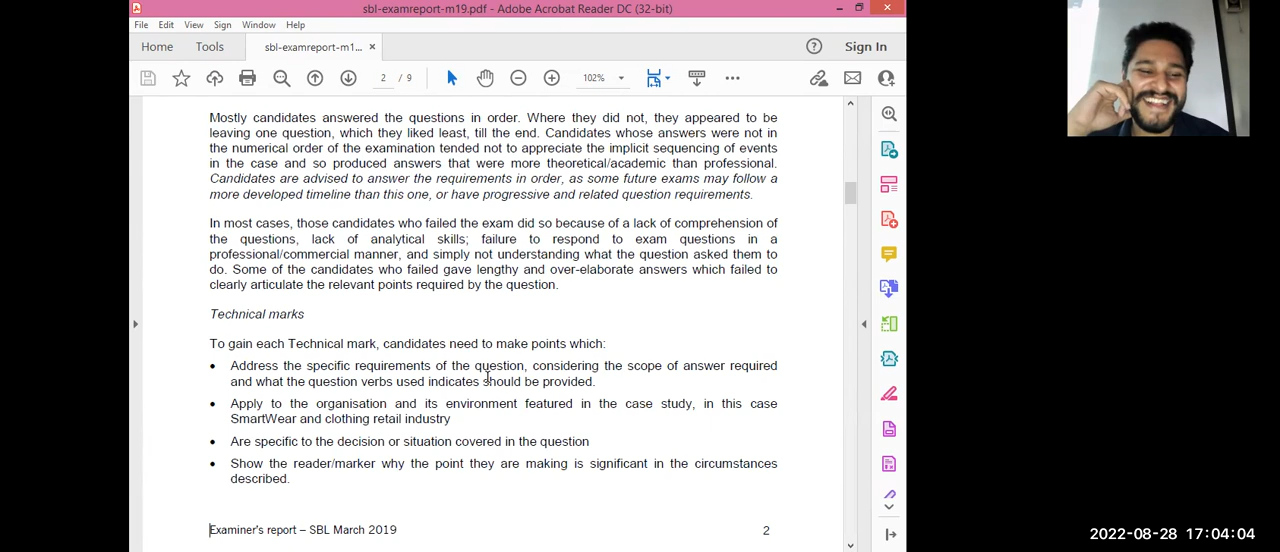 sbl-examreport-m19.pdf - Adobe Acrobat Reader DC (32-bit)
File Edit View Sign Window Help
Home Tools sbl-examreport-m1... × Sign In
2 / 9 102%
Mostly candidates answered the questions in order. Where they did not, they appeared to be
leaving one question, which they liked least, till the end. Candidates whose answers were not in
the numerical order of the examination tended not to appreciate the implicit sequencing of events
in the case and so produced answers that were more theoretical/academic than professional.
Candidates are advised to answer the requirements in order, as some future exams may follow a
more developed timeline than this one, or have progressive and related question requirements.
In most cases, those candidates who failed the exam did so because of a lack of comprehension of
the questions, lack of analytical skills; failure to respond to exam questions in a
professional/commercial manner, and simply not understanding what the question asked them to
do. Some of the candidates who failed gave lengthy and over-elaborate answers which failed to
clearly articulate the relevant points required by the question.
Technical marks
To gain each Technical mark, candidates need to make points which:
• Address the specific requirements of the question, considering the scope of answer required
and what the question verbs used indicates should be provided.
• Apply to the organisation and its environment featured in the case study, in this case
SmartWear and clothing retail industry
• Are specific to the decision or situation covered in the question
• Show the reader/marker why the point they are making is significant in the circumstances
described.
Examiner's report – SBL March 2019 2
2022-08-28 17:04:04